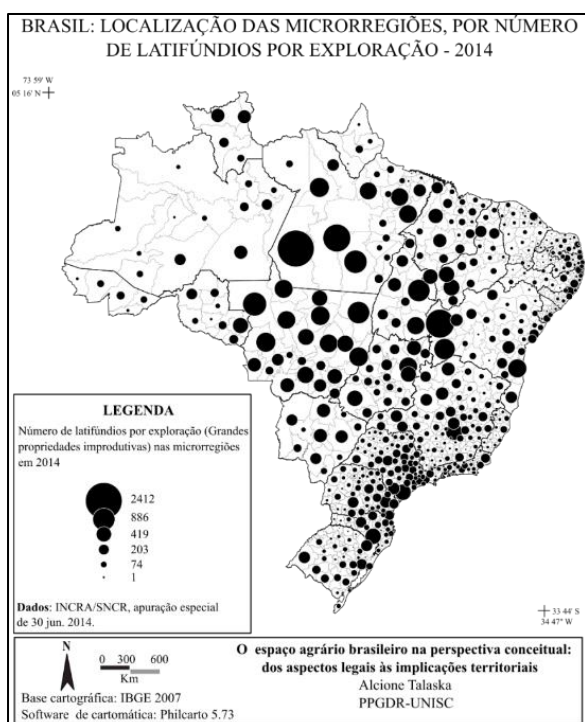 BRASIL: LOCALIZAÇÃO DAS MICRORREGIÕES, POR NÚMERO
DE LATIFÚNDIOS POR EXPLORAÇÃO - 2014
73 59' W
05 16' N
LEGENDA
Número de latifúndios por exploração (Grandes
propriedades improdutivas) nas microrregiões
em 2014
2412
886
419
203
74
1
Dados: INCRA/SNCR, apuração especial
de 30 jun. 2014.
33 44' S
34 47" W
N
0 300 600
Km
Base cartográfica: IBGE 2007
Software de cartomática: Philcarto 5.73
O espaço agrário brasileiro na perspectiva conceitual:
dos aspectos legais às implicações territoriais
Alcione Talaska
PPGDR-UNISC